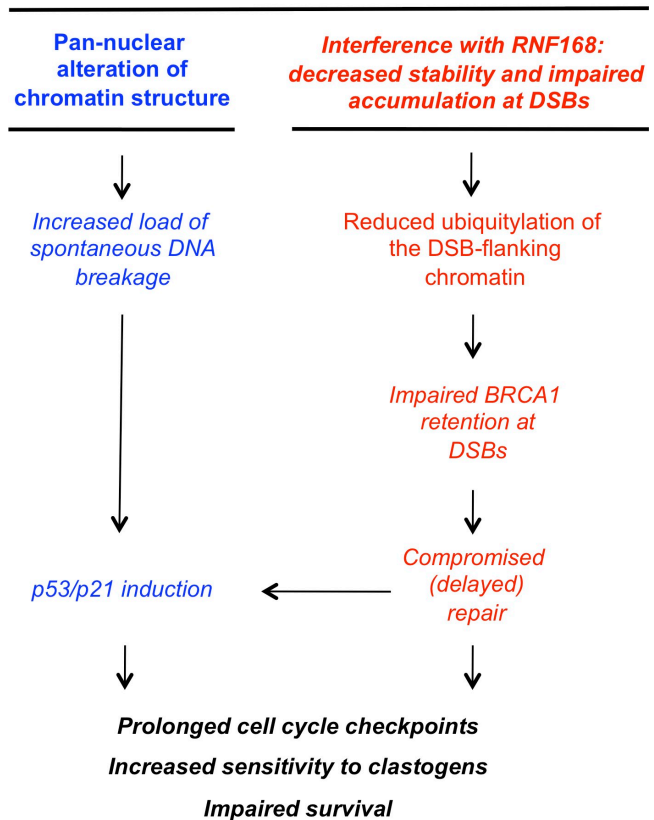 Pan-nuclear
alteration of
chromatin structure
Interference with RNF168:
decreased stability and impaired
accumulation at DSBs
Increased load of
spontaneous DNA
breakage
Reduced ubiquitylation of
the DSB-flanking
chromatin
Impaired BRCA1
retention at
DSBs
p53/p21 induction
Compromised
(delayed)
repair
Prolonged cell cycle checkpoints
Increased sensitivity to clastogens
Impaired survival